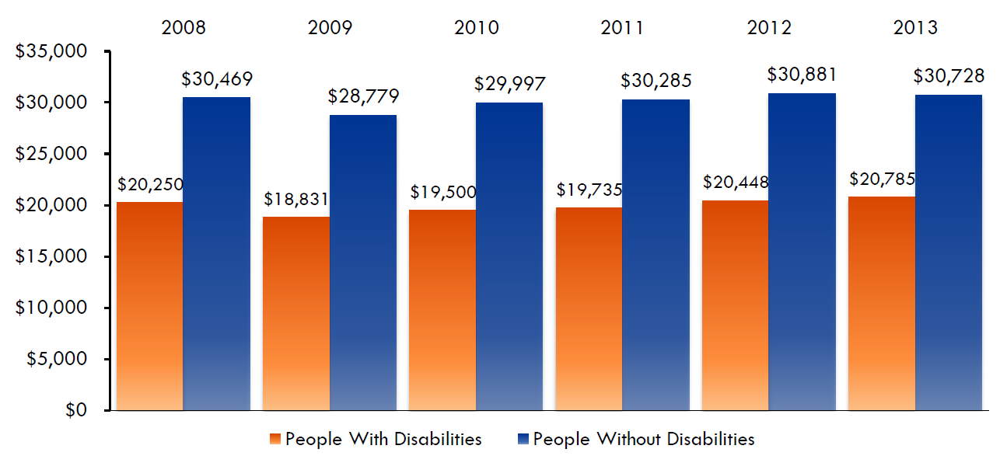 2008 2009 2010 2011 2012 2013
$35,000
$30,000
$25,000
$20,000
$15,000
$10,000
$5,000
$0
$30,469 $28,779 $29,997 $30,285 $30,881 $30,728
$20,250 $18,831 $19,500 $19,735 $20,448 $20,785
People With Disabilities People Without Disabilities